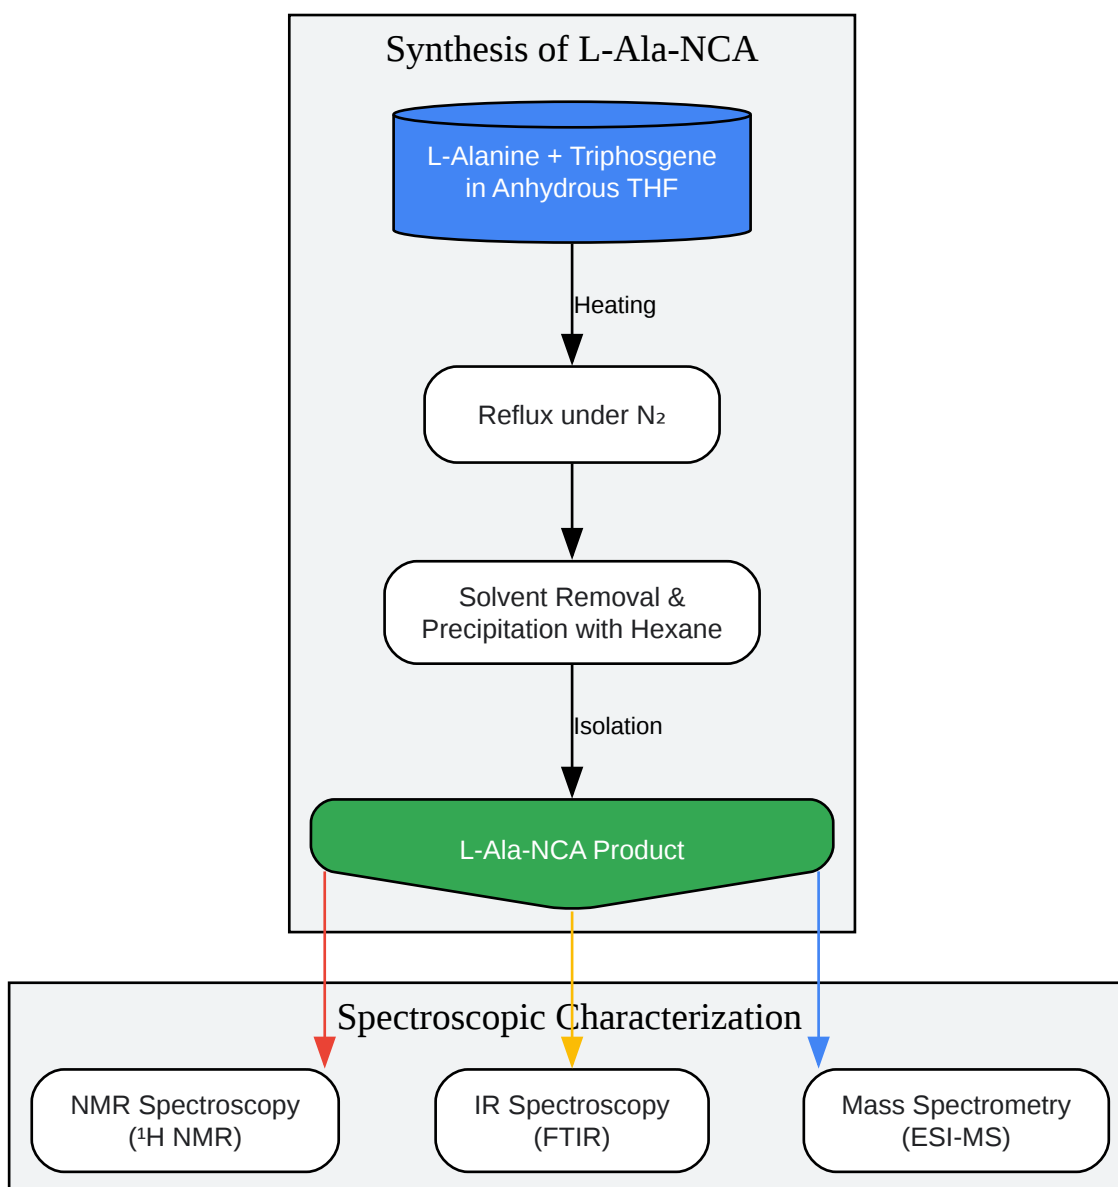 Synthesis of L-Ala-NCA
L-Alanine + Triphosgene
in Anhydrous THF
Heating
Reflux under N₂
Solvent Removal &
Precipitation with Hexane
Isolation
L-Ala-NCA Product
Spectroscopic Characterization
NMR Spectroscopy
(¹H NMR)
IR Spectroscopy
(FTIR)
Mass Spectrometry
(ESI-MS)